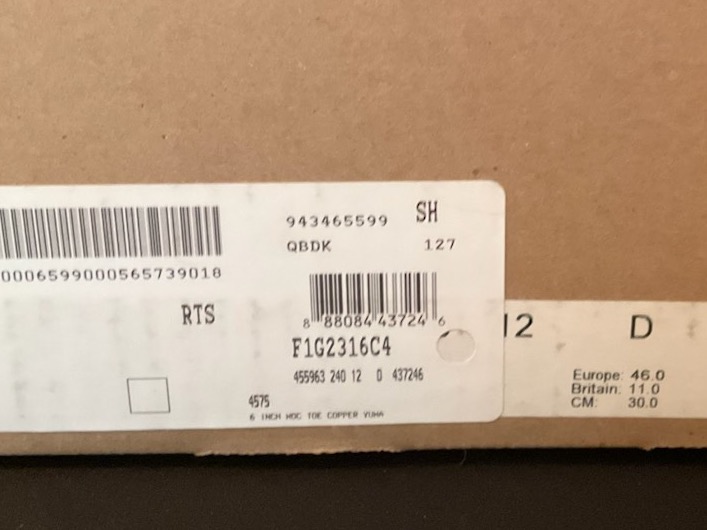 943465599 SH
QBDK 127
0006599000565739018
RTS
8 88084 43724 6
F1G2316C4
455963 240 12 D 437246
4575
6 INCH MOC TOE COPPER YUMA
12 D
Europe: 46.0
Britain: 11.0
CM: 30.0